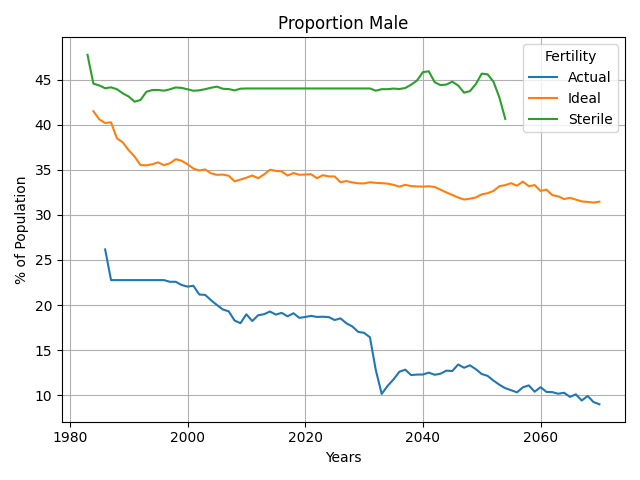 Proportion Male
Fertility
Actual
Ideal
Sterile
% of Population
45
40
35
30
25
20
15
10
1980
2000
2020
2040
2060
Years